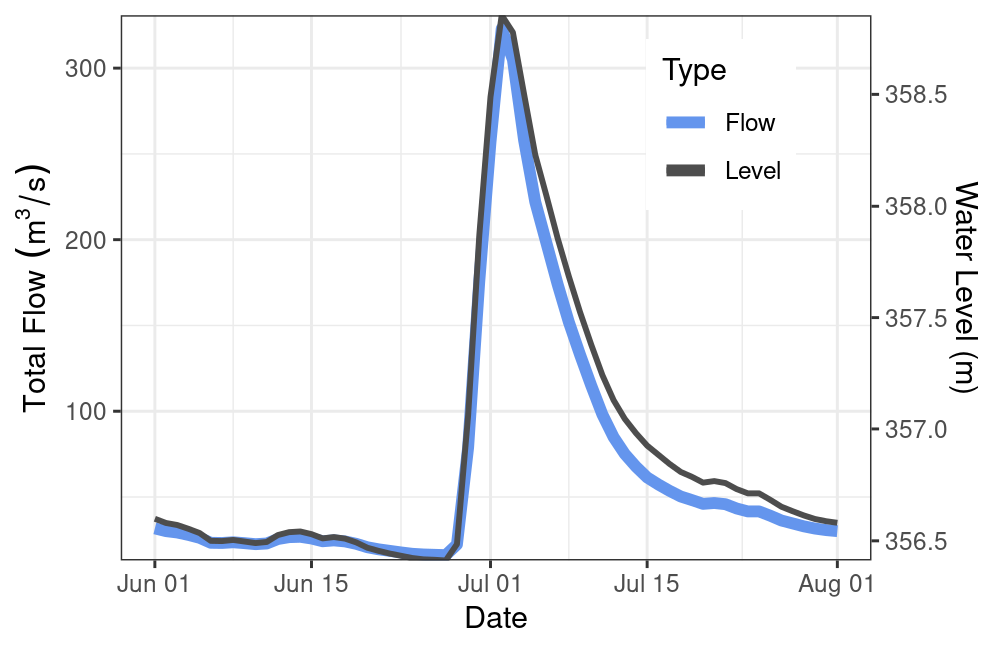 Total Flow (m³/s)
300
200
100
Type
Flow
Level
358.5
358.0
357.5
357.0
356.5
Water Level (m)
Jun 01
Jun 15
Jul 01
Jul 15
Aug 01
Date